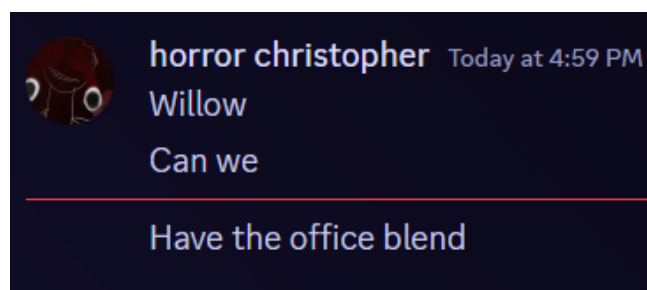 horror christopher Today at 4:59 PM
Willow
Can we
Have the office blend